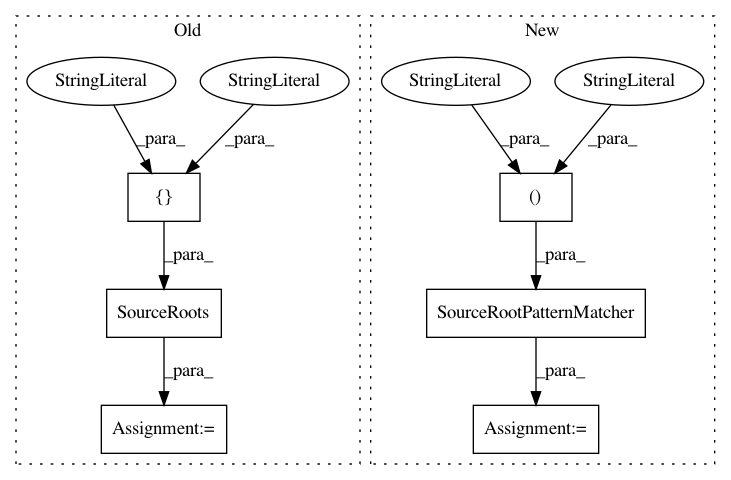 Old
New
StringLiteral StringLiteral StringLiteral StringLiteral
_para_ _para_ _para_ _para_
{} ()
_para_ _para_
SourceRoots SourceRootPatternMatcher
_para_ _para_
Assignment:= Assignment:=